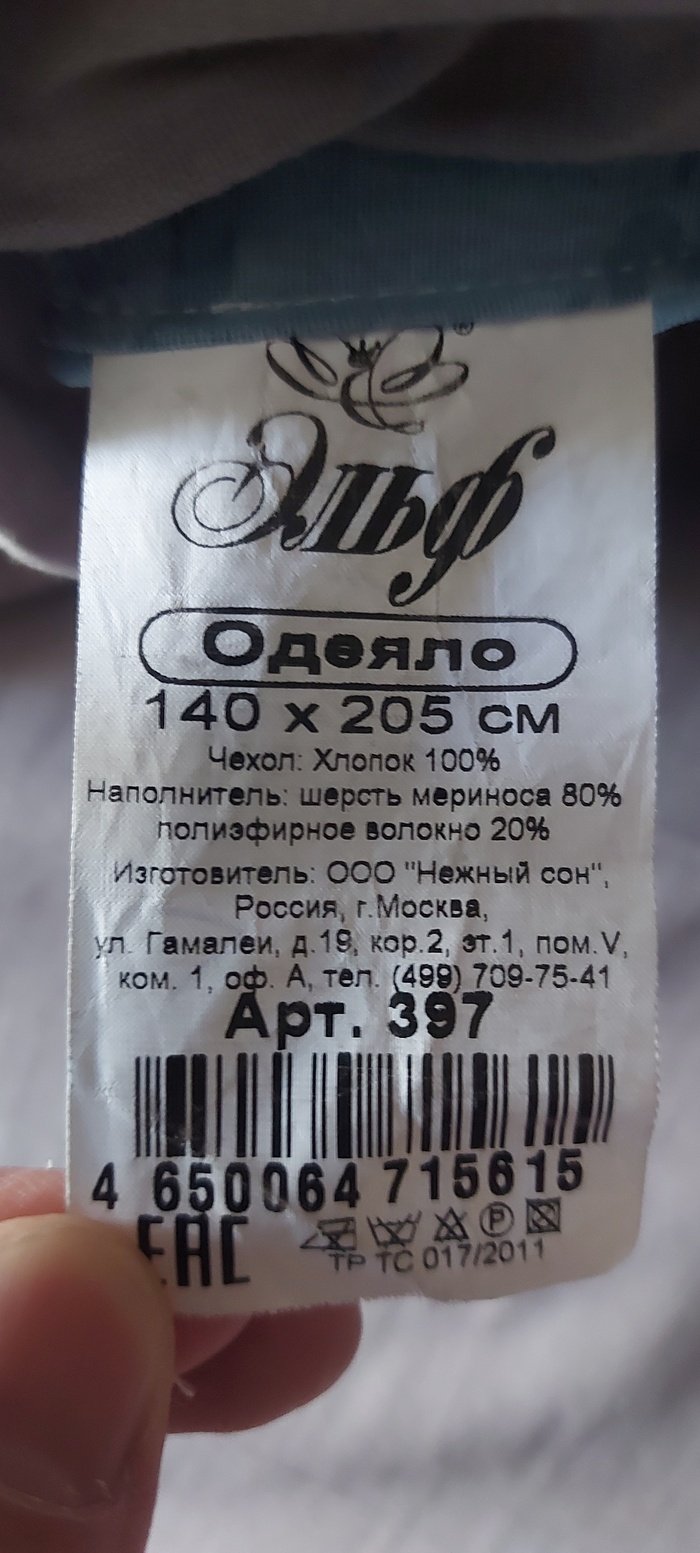 ®
Эльф
Одеяло
140 x 205 см
Чехол: Хлопок 100%
Наполнитель: шерсть мериноса 80%
полиэфирное волокно 20%
Изготовитель: ООО "Нежный сон",
Россия, г.Москва,
ул. Гамалеи, д.19, кор.2, эт.1, пом.V,
ком. 1, оф. А, тел. (499) 709-75-41
Арт. 397
4 650064 715615
EAC
P
ТР ТС 017/2011